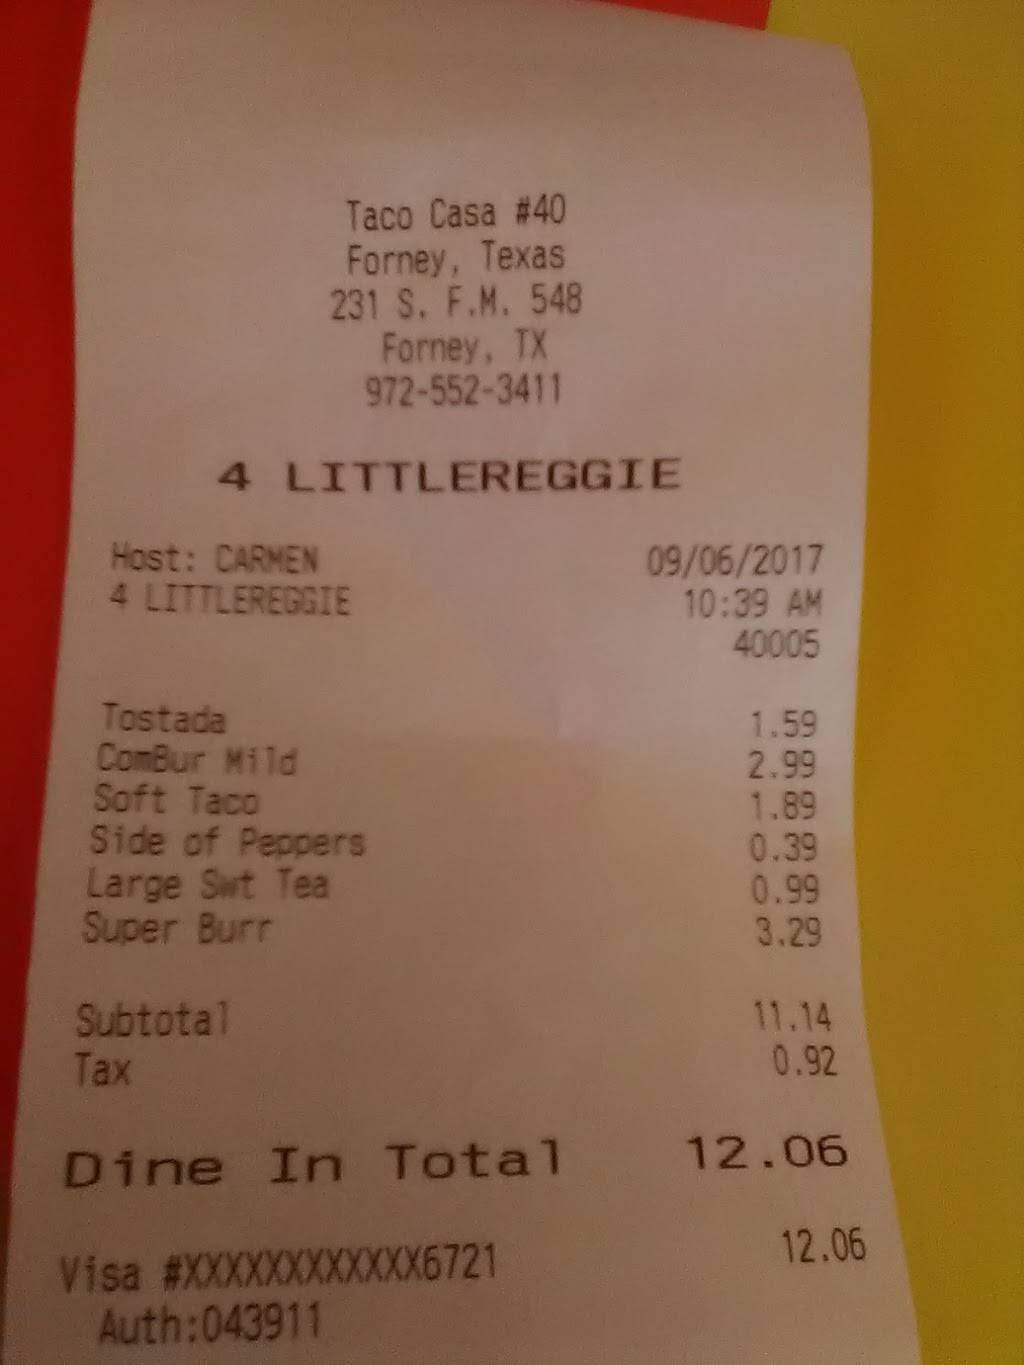 Taco Casa #40
Forney, Texas
231 S. F.M. 548
Forney, TX
972-552-3411
4 LITTLEREGGIE
Host: CARMEN 09/06/2017
4 LITTLEREGGIE 10:39 AM
40005
Tostada 1.59
ComBur Mild 2.99
Soft Taco 1.89
Side of Peppers 0.39
Large Swt Tea 0.99
Super Burr 3.29
Subtotal 11.14
Tax 0.92
Dine In Total 12.06
Visa #XXXXXXXXXXXX6721 12.06
Auth:043911